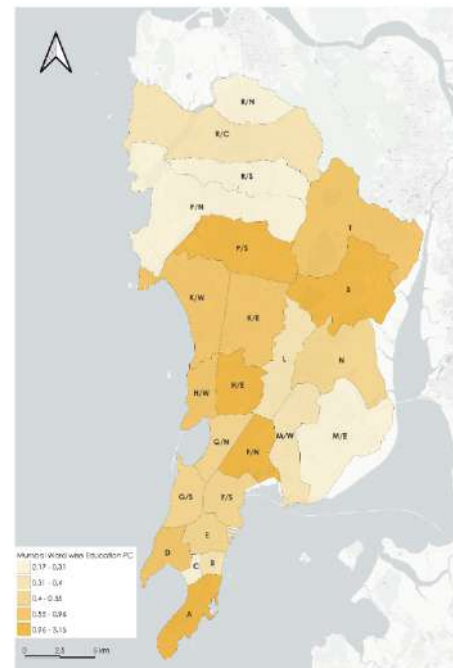 R/N
R/C
R/S
P/N
T
P/S
S
K/W
K/E
L
N
H/E
H/W
M/W
M/E
G/N
F/N
G/S
F/S
E
D
C
B
A
Mumbai Ward wise Education PC
0.17 - 0.31
0.31 - 0.4
0.4 - 0.55
0.55 - 0.96
0.96 - 3.15
0 2.5 5 km